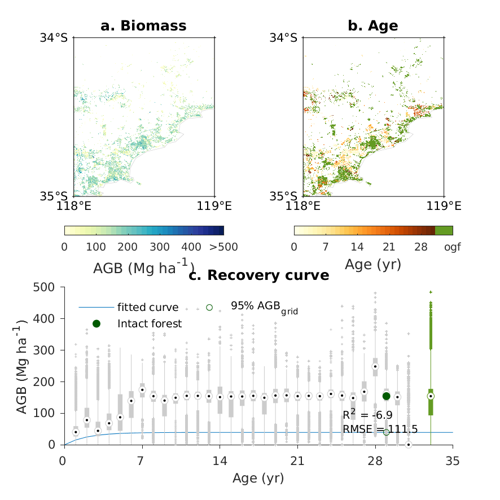 a. Biomass
b. Age
34°S
34°S
35°S
35°S
118°E
119°E
118°E
119°E
0 100 200 300 400 >500
0 7 14 21 28 ogf
AGB (Mg ha-1)
Age (yr)
c. Recovery curve
500
400
300
200
100
0
AGB (Mg ha-1)
fitted curve
95% AGBgrid
Intact forest
R2 = -6.9
RMSE = 111.5
0 7 14 21 28 35
Age (yr)